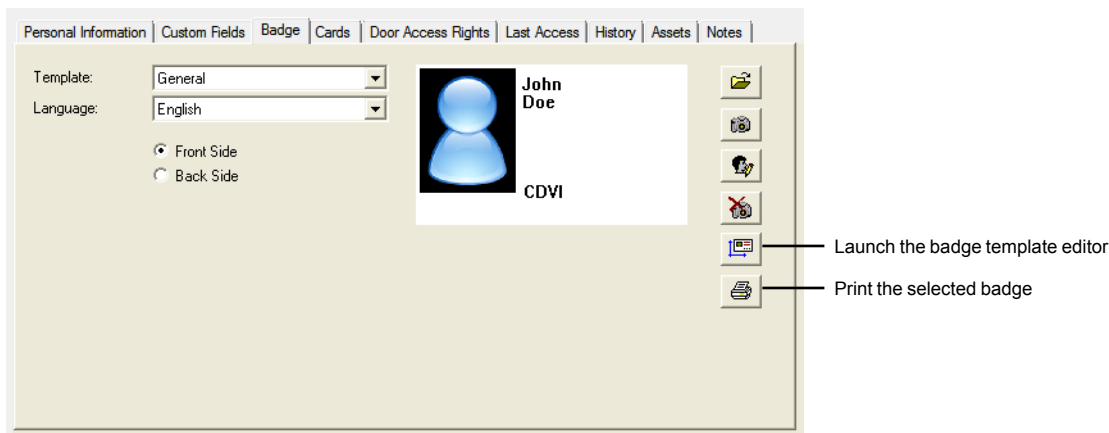 Personal Information Custom Fields Badge Cards Door Access Rights Last Access History Assets Notes
Template: General
Language: English
Front Side
Back Side
John
Doe
CDVI
Launch the badge template editor
Print the selected badge